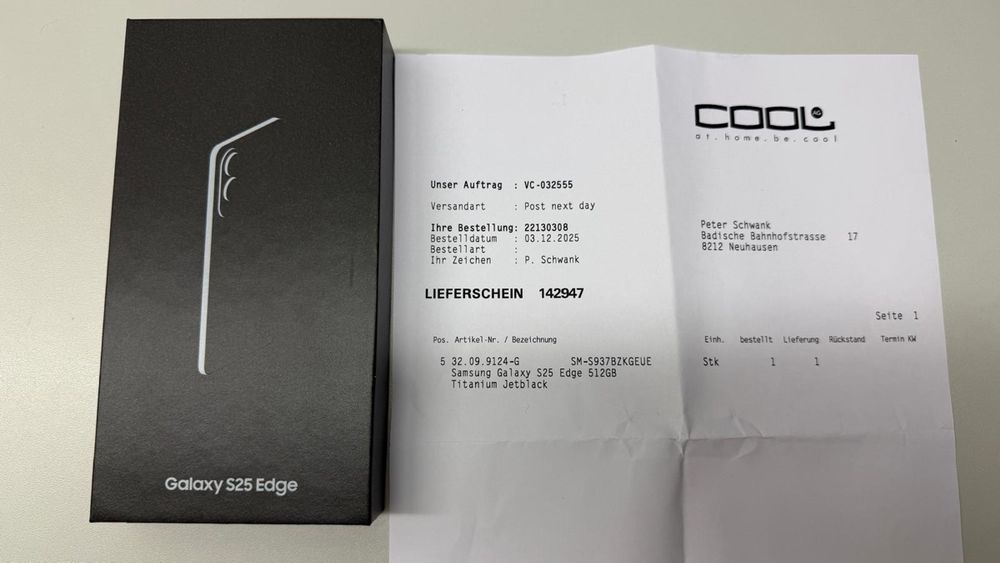 Galaxy S25 Edge
COOL AG
at.home.be.cool
Unser Auftrag : VC-032555
Versandart : Post next day
Ihre Bestellung: 22130308
Bestelldatum : 03.12.2025
Bestellart :
Ihr Zeichen : P. Schwank
Peter Schwank
Badische Bahnhofstrasse 17
8212 Neuhausen
LIEFERSCHEIN 142947
Seite 1
Pos. Artikel-Nr. / Bezeichnung Einh. bestellt Lieferung Rückstand Termin KW
5 32.09.9124-G SM-S937BZKGEUE Stk 1 1
Samsung Galaxy S25 Edge 512GB
Titanium Jetblack